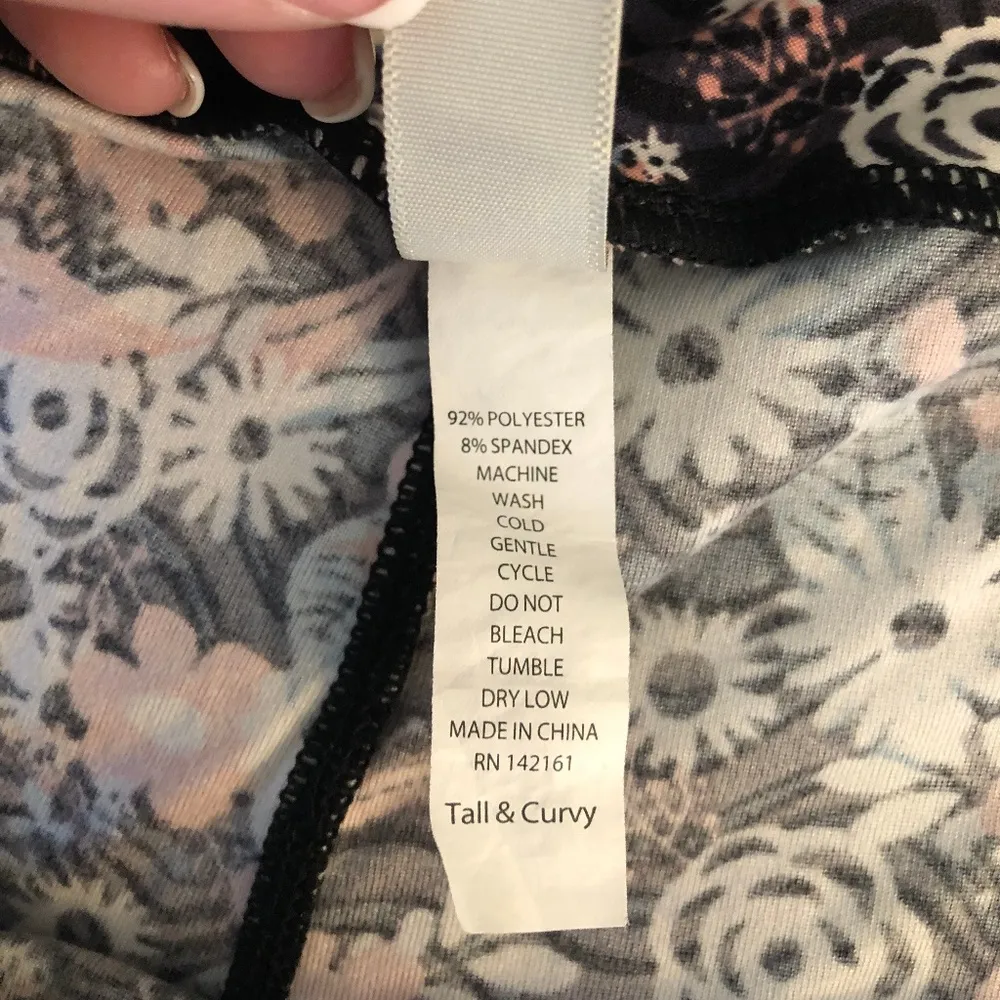 92% POLYESTER
8% SPANDEX
MACHINE
WASH
COLD
GENTLE
CYCLE
DO NOT
BLEACH
TUMBLE
DRY LOW
MADE IN CHINA
RN 142161
Tall & Curvy